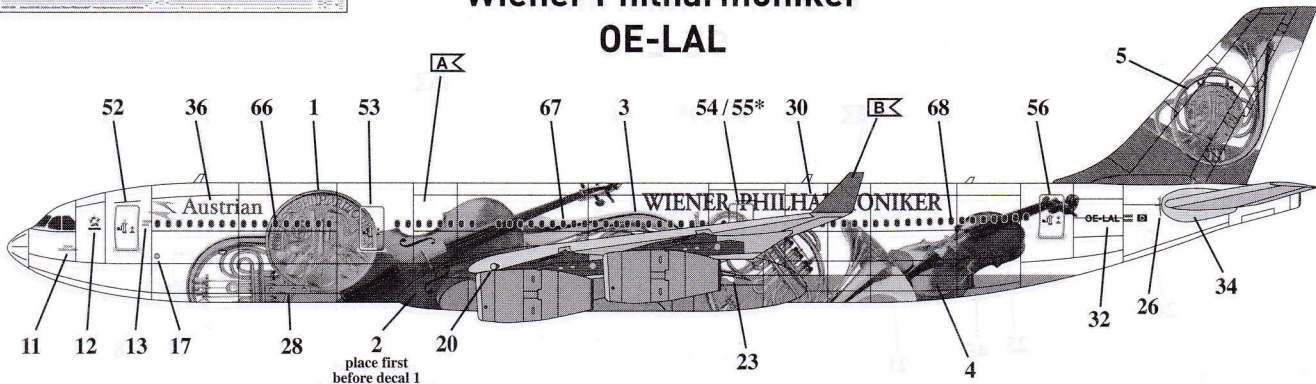 Wiener Philharmoniker
OE-LAL
A
B
5
52 36 66 1 53 67 3 54 / 55* 30 68 56
Austrian
WIENER PHILHARMONIKER
OE-LAL
11 12 13 17 28 2 20 23 4 32 26 34
place first
before decal 1